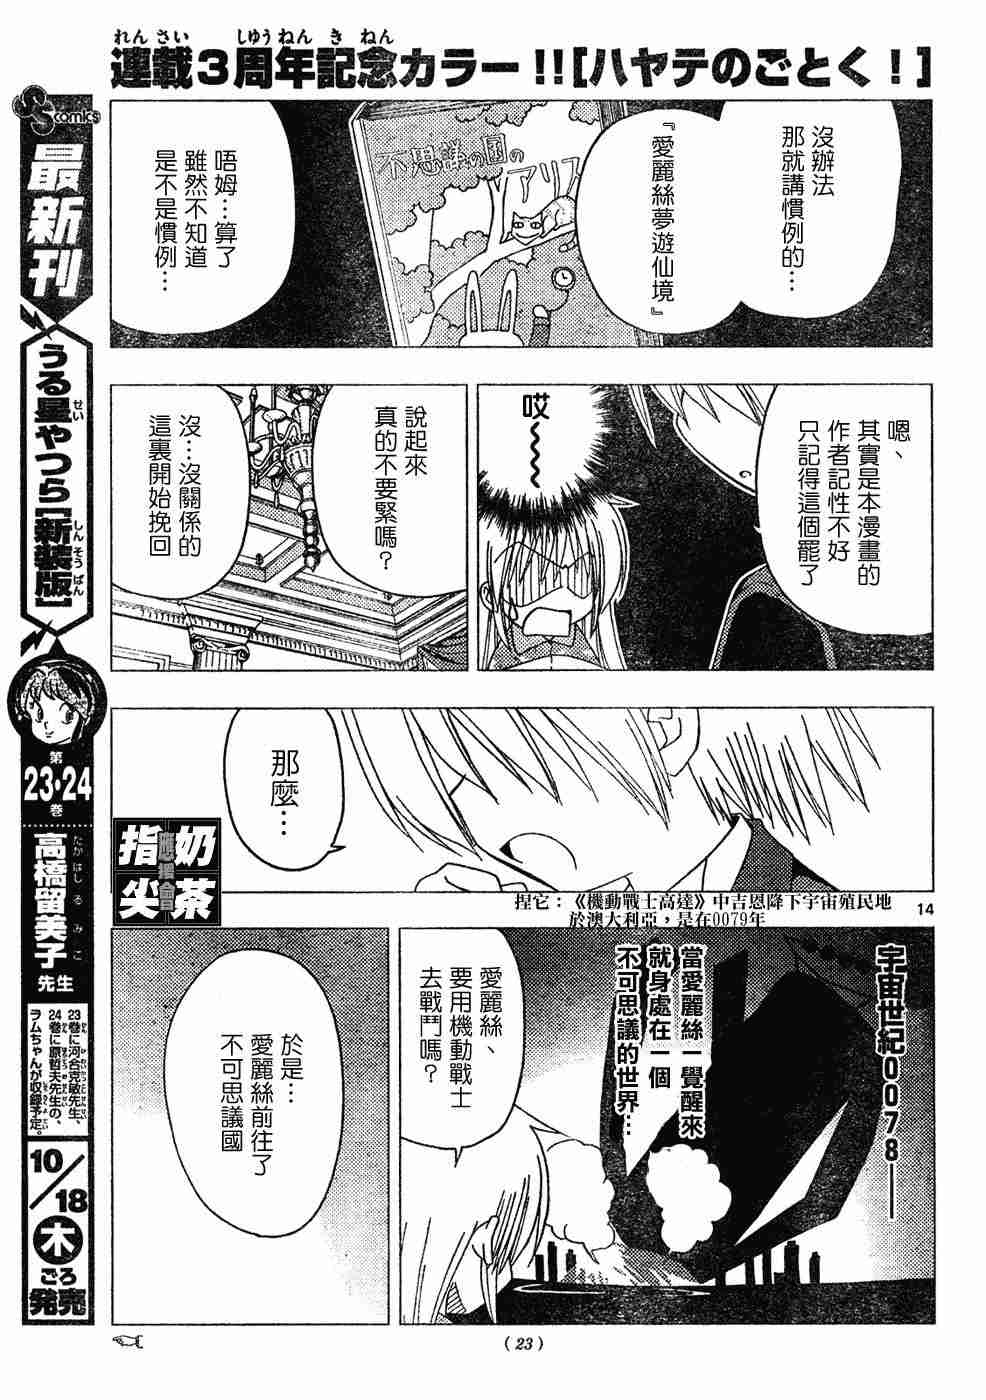 連載3周年記念カラー!![ハヤテのごとく!]
れんさい
しゅうねんきねん
沒辦法
那就講慣例的…
『愛麗絲夢遊仙境』
不思議の国の
アリス
唔姆…算了
雖然不知道
是不是慣例…
嗯、
其實是本漫畫的
作者記性不好
只記得這個罷了
哎～～～
說起來
真的不要緊嗎?
沒…沒關係的
這裏開始挽回
那麼…
指尖奶茶
捏它：《機動戰士高達》中吉恩降下宇宙殖民地
於澳大利亞，是在0079年
14
宇宙世紀0078——
當愛麗絲一覺醒來
就身處在一個
不可思議的世界…
愛麗絲、
要用機動戰士
去戰鬥嗎?
於是…
愛麗絲前往了
不可思議國
(23)
SScomics
最新刊
うる星やつら[新装版]
せい
しんそうばん
第
23・24
巻
高橋留美子
たかはしるみこ
先生
23巻に河合克敏先生、
24巻に原哲夫先生の、
ラムちゃんが収録予定。
10/18
木
ごろ
発売